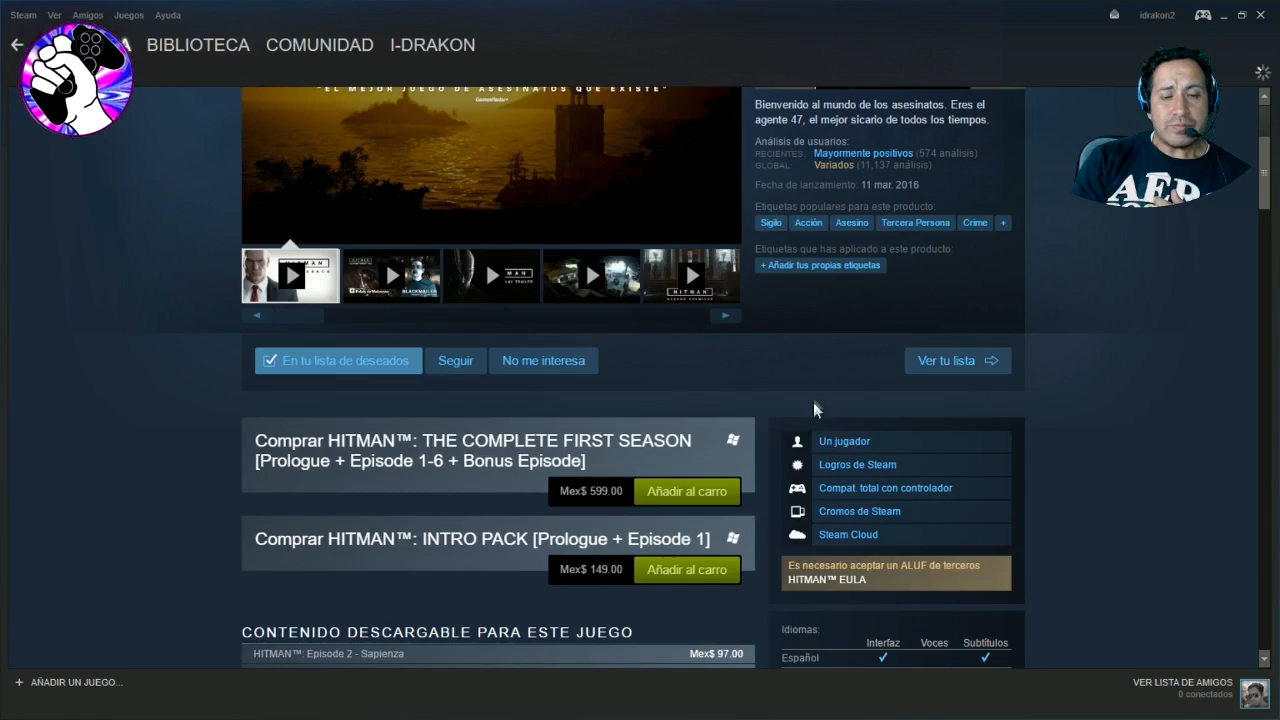 Steam Ver Amigos Juegos Ayuda
idrakon2
A BIBLIOTECA COMUNIDAD I-DRAKON
"EL MEJOR JUEGO DE ASESINATOS QUE EXISTE"
Bienvenido al mundo de los asesinatos. Eres el
agente 47, el mejor sicario de todos los tiempos.
Análisis de usuarios:
RECIENTES: Mayormente positivos (574 análisis)
GLOBAL: Variados (11,137 análisis)
Fecha de lanzamiento: 11 mar. 2016
Etiquetas populares para este producto:
Sigilo Acción Asesino Tercera Persona Crime +
Etiquetas que has aplicado a este producto:
+ Añadir tus propias etiquetas
HITMAN
En tu lista de deseados Seguir No me interesa Ver tu lista
Comprar HITMAN™: THE COMPLETE FIRST SEASON
[Prologue + Episode 1-6 + Bonus Episode]
Mex$ 599.00 Añadir al carro
Comprar HITMAN™: INTRO PACK [Prologue + Episode 1]
Mex$ 149.00 Añadir al carro
CONTENIDO DESCARGABLE PARA ESTE JUEGO
HITMAN™: Episode 2 - Sapienza Mex$ 97.00
Un jugador
Logros de Steam
Compat. total con controlador
Cromos de Steam
Steam Cloud
Es necesario aceptar un ALUF de terceros
HITMAN™ EULA
Idiomas:
Interfaz Voces Subtítulos
Español
+ AÑADIR UN JUEGO...
VER LISTA DE AMIGOS
0 conectados